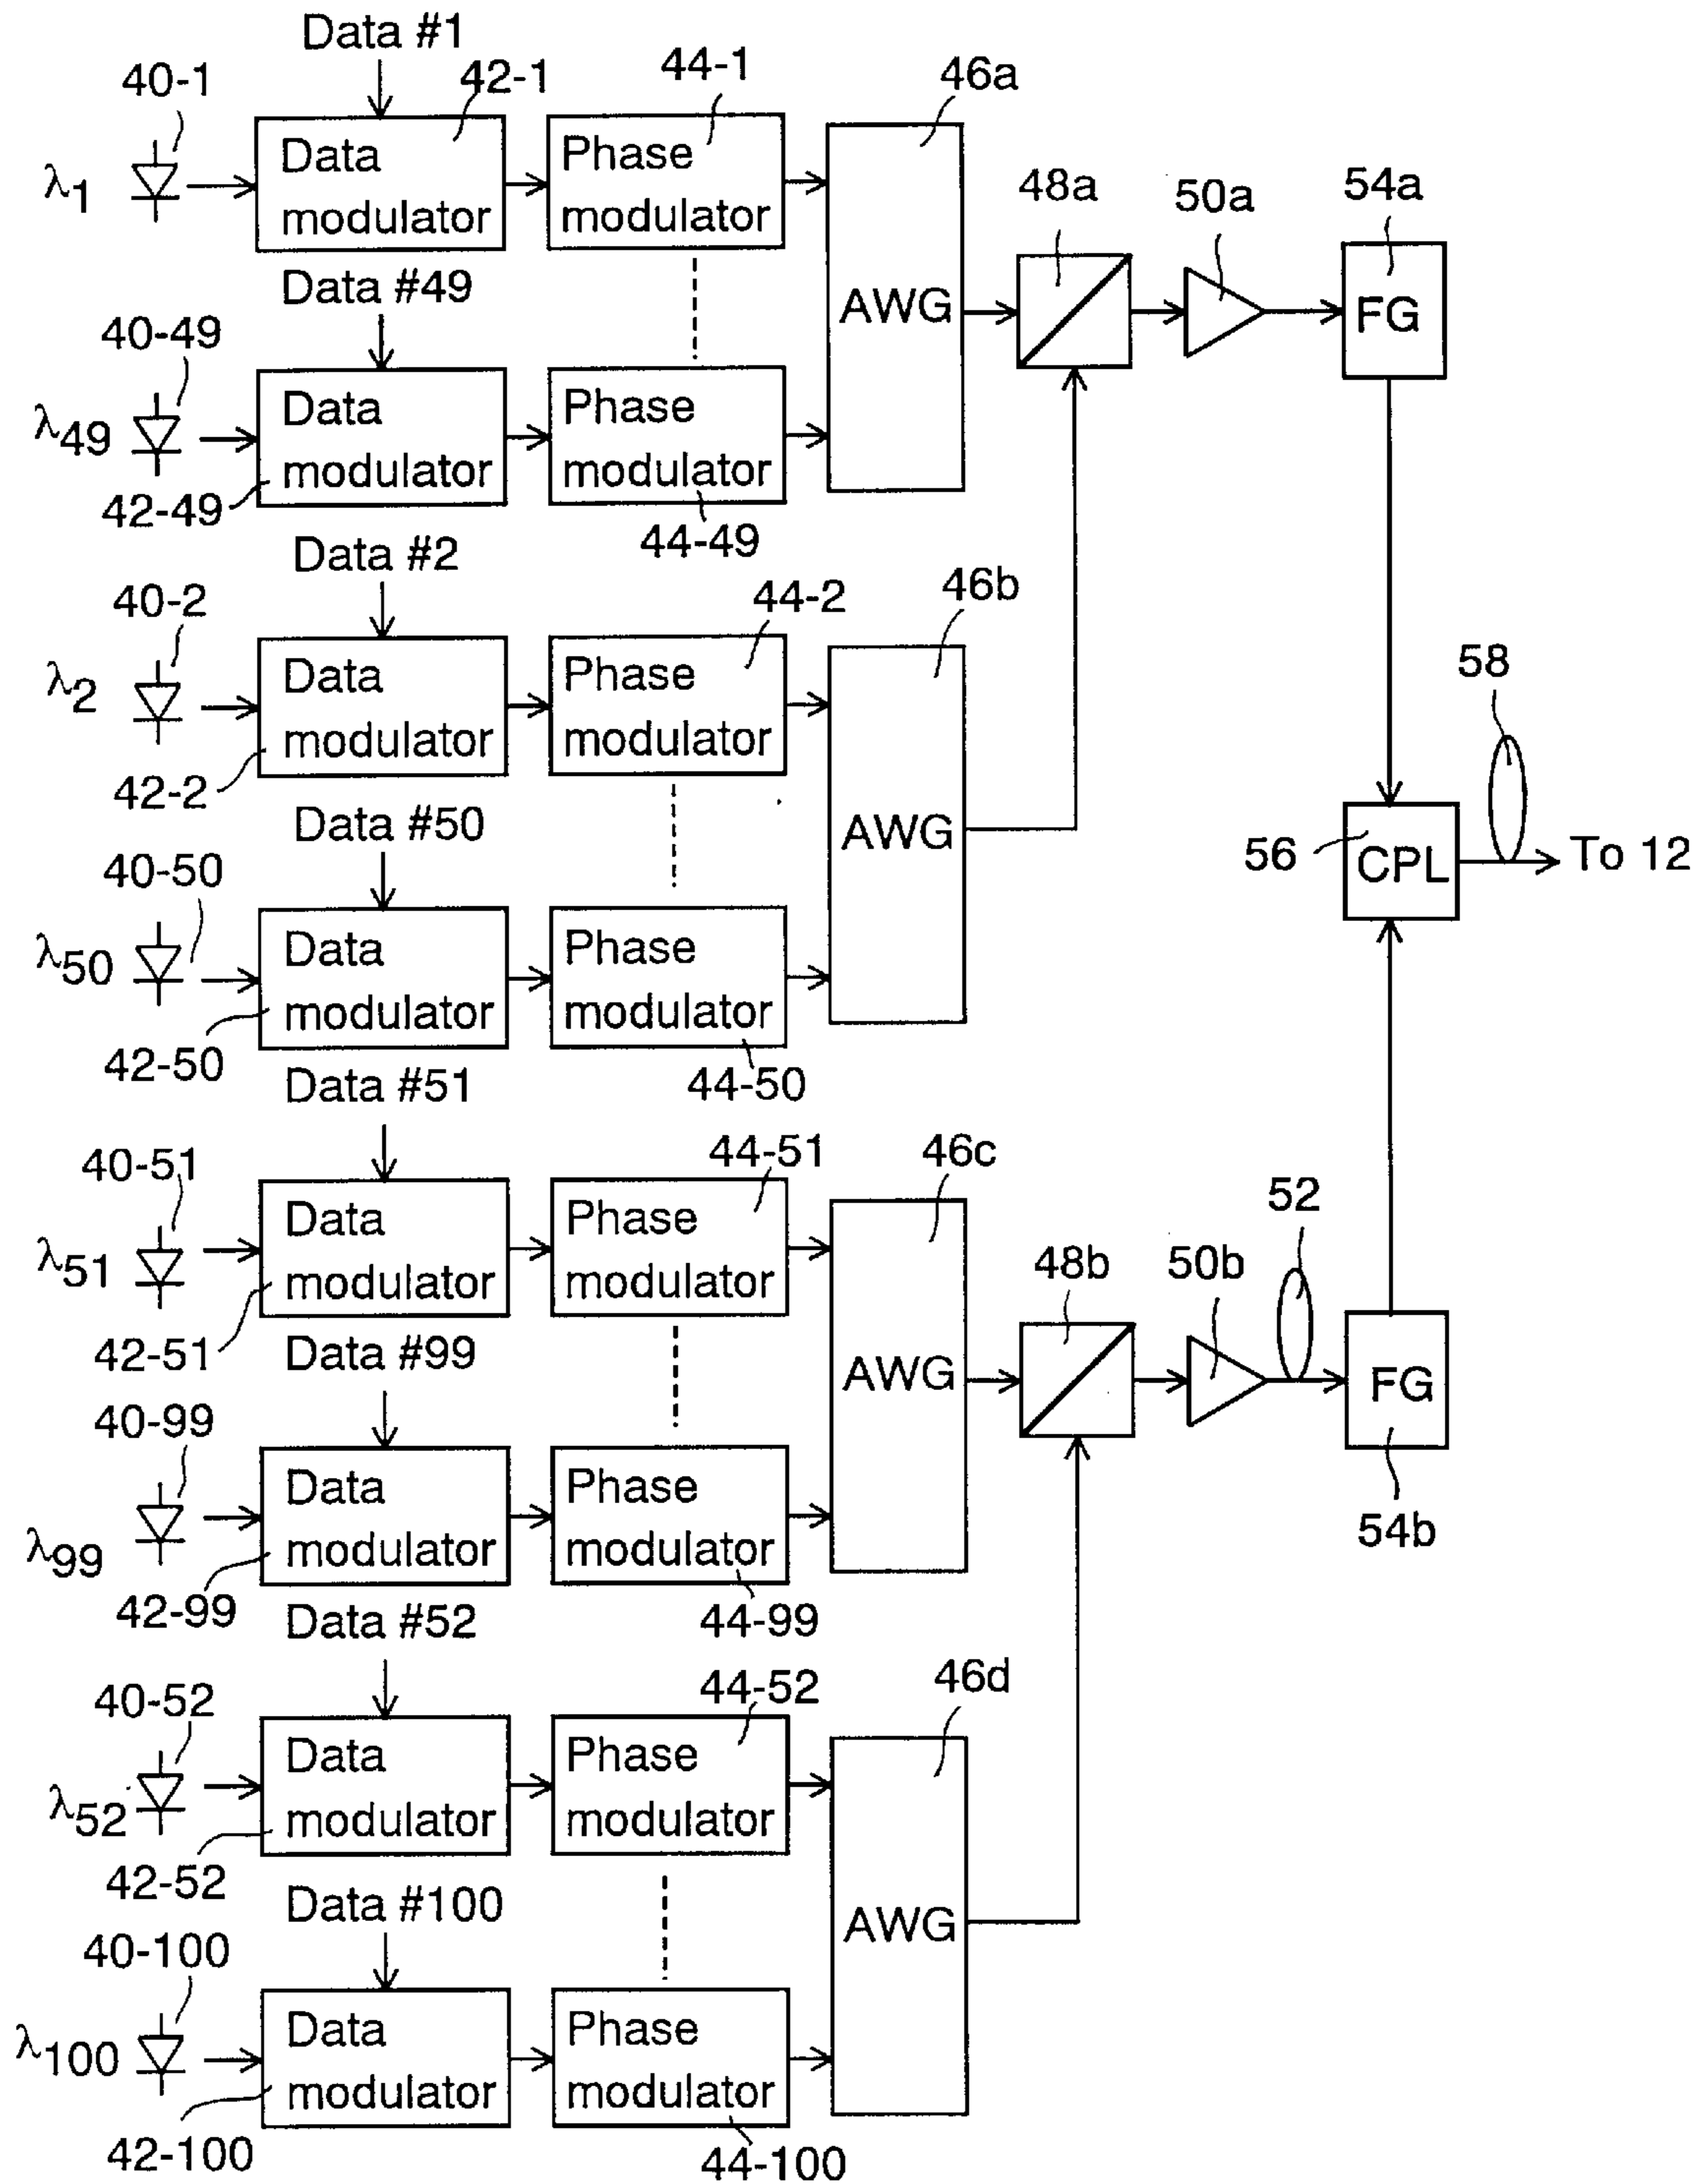 Data #1
40-1
42-1
44-1
46a
λ1
Data
modulator
Phase
modulator
AWG
48a
50a
54a
FG
Data #49
40-49
λ49
Data
modulator
Phase
modulator
42-49
44-49
Data #2
40-2
44-2
46b
λ2
Data
modulator
Phase
modulator
AWG
42-2
58
56
CPL
To 12
Data #50
40-50
λ50
Data
modulator
Phase
modulator
42-50
44-50
Data #51
40-51
44-51
46c
λ51
Data
modulator
Phase
modulator
AWG
42-51
48b
50b
52
FG
54b
Data #99
40-99
λ99
Data
modulator
Phase
modulator
42-99
44-99
Data #52
40-52
44-52
46d
λ52
Data
modulator
Phase
modulator
AWG
42-52
Data #100
40-100
λ100
Data
modulator
Phase
modulator
42-100
44-100